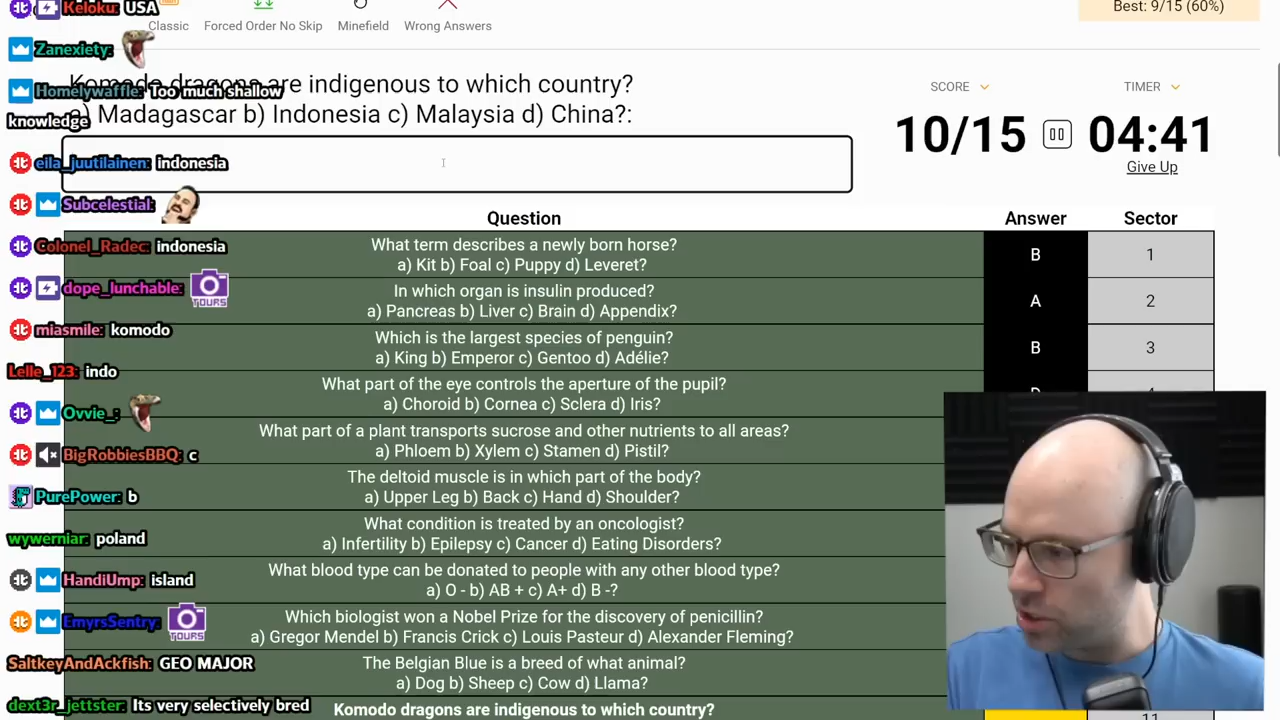 Keloku: USA
Classic
Forced Order No Skip
Minefield
Wrong Answers
Best: 9/15 (60%)
Zanexiety:
Homelywaffle: Too much shallow
knowledge
Komodo dragons are indigenous to which country?
a) Madagascar b) Indonesia c) Malaysia d) China?:
SCORE
TIMER
10/15
04:41
Give Up
eila_juutilainen: indonesia
Subcelestial:
Colonel_Radec: indonesia
dope_lunchable:
TOURS
miasmile: komodo
Lelle_123: indo
Ovvie_:
BigRobbiesBBQ: c
PurePower: b
wywerniar: poland
HandiUmp: island
EmyrsSentry:
TOURS
SaltkeyAndAckfish: GEO MAJOR
dext3r_jettster: Its very selectively bred
Question Answer Sector
What term describes a newly born horse?
a) Kit b) Foal c) Puppy d) Leveret?
B 1
In which organ is insulin produced?
a) Pancreas b) Liver c) Brain d) Appendix?
A 2
Which is the largest species of penguin?
a) King b) Emperor c) Gentoo d) Adélie?
B 3
What part of the eye controls the aperture of the pupil?
a) Choroid b) Cornea c) Sclera d) Iris?
What part of a plant transports sucrose and other nutrients to all areas?
a) Phloem b) Xylem c) Stamen d) Pistil?
The deltoid muscle is in which part of the body?
a) Upper Leg b) Back c) Hand d) Shoulder?
What condition is treated by an oncologist?
a) Infertility b) Epilepsy c) Cancer d) Eating Disorders?
What blood type can be donated to people with any other blood type?
a) O - b) AB + c) A+ d) B -?
Which biologist won a Nobel Prize for the discovery of penicillin?
a) Gregor Mendel b) Francis Crick c) Louis Pasteur d) Alexander Fleming?
The Belgian Blue is a breed of what animal?
a) Dog b) Sheep c) Cow d) Llama?
Komodo dragons are indigenous to which country?
11